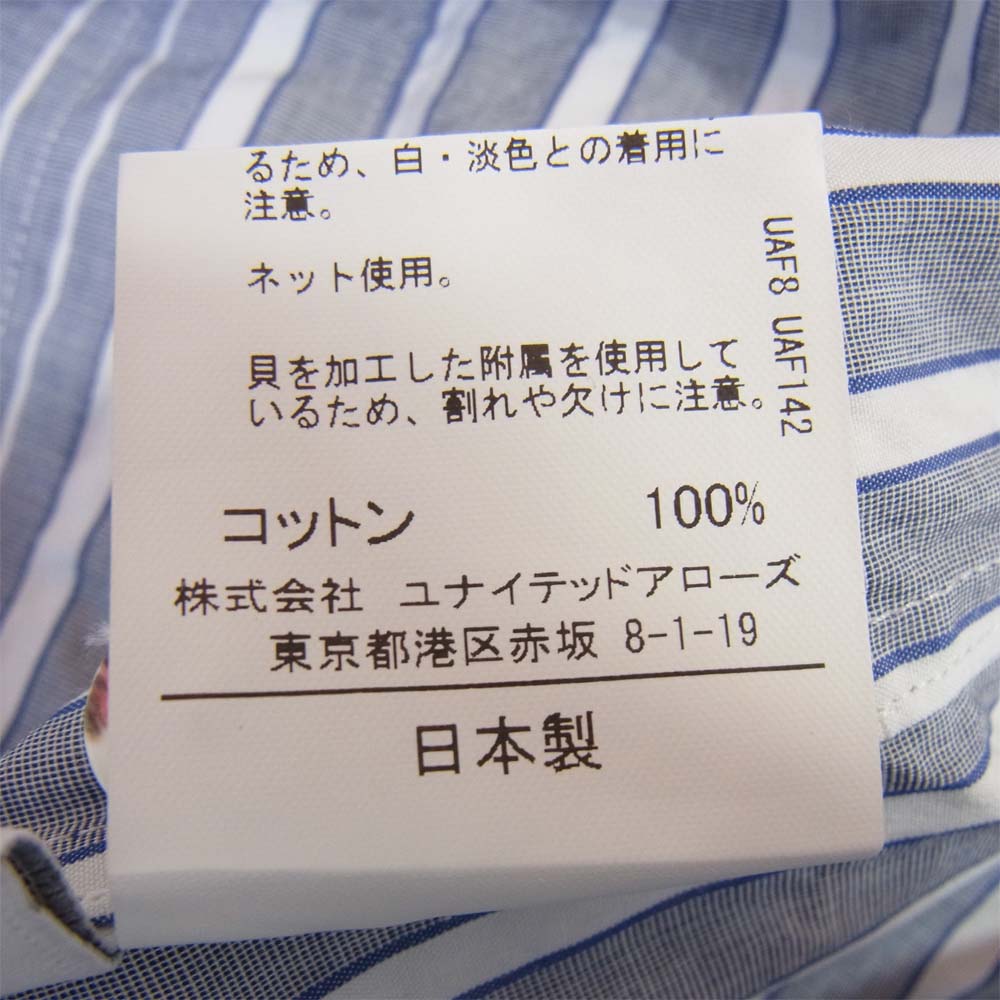 るため、白・淡色との着用に
注意。
ネット使用。
貝を加工した附属を使用して
いるため、割れや欠けに注意。
コットン 100%
株式会社 ユナイテッドアローズ
東京都港区赤坂 8-1-19
日本製
UAF8 UAF142